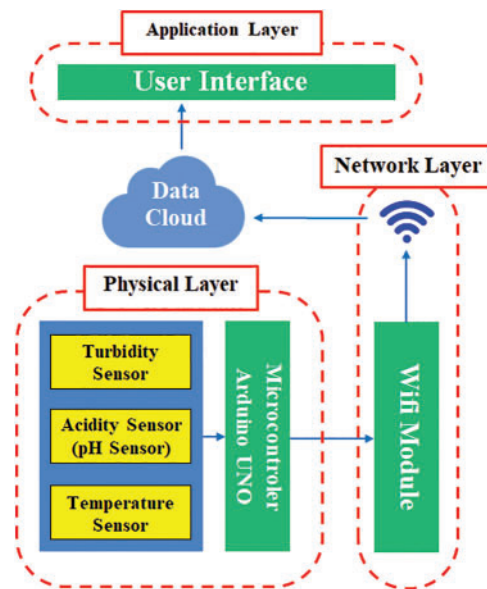 Application Layer
User Interface
Network Layer
Data
Cloud
Physical Layer
Turbidity
Sensor
Acidity Sensor
(pH Sensor)
Temperature
Sensor
Microcontroler
Arduino UNO
Wifi Module